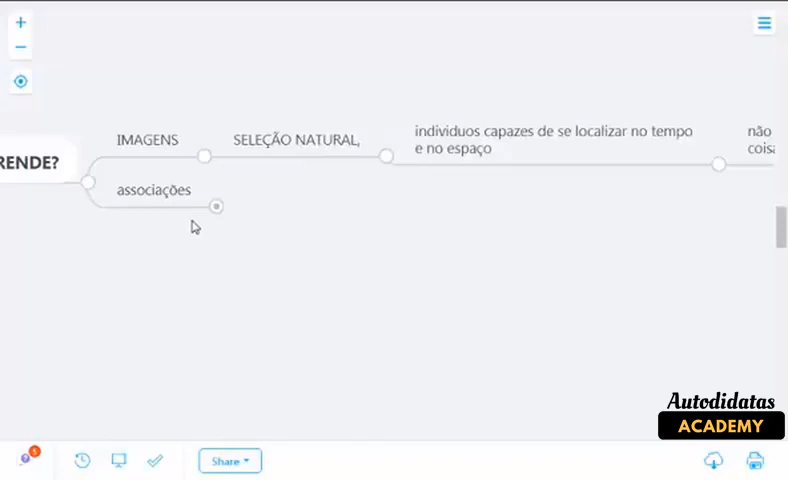 RENDE?
IMAGENS
SELEÇÃO NATURAL,
individuos capazes de se localizar no tempo
e no espaço
não
coisa
associações
Autodidatas
ACADEMY
5
Share